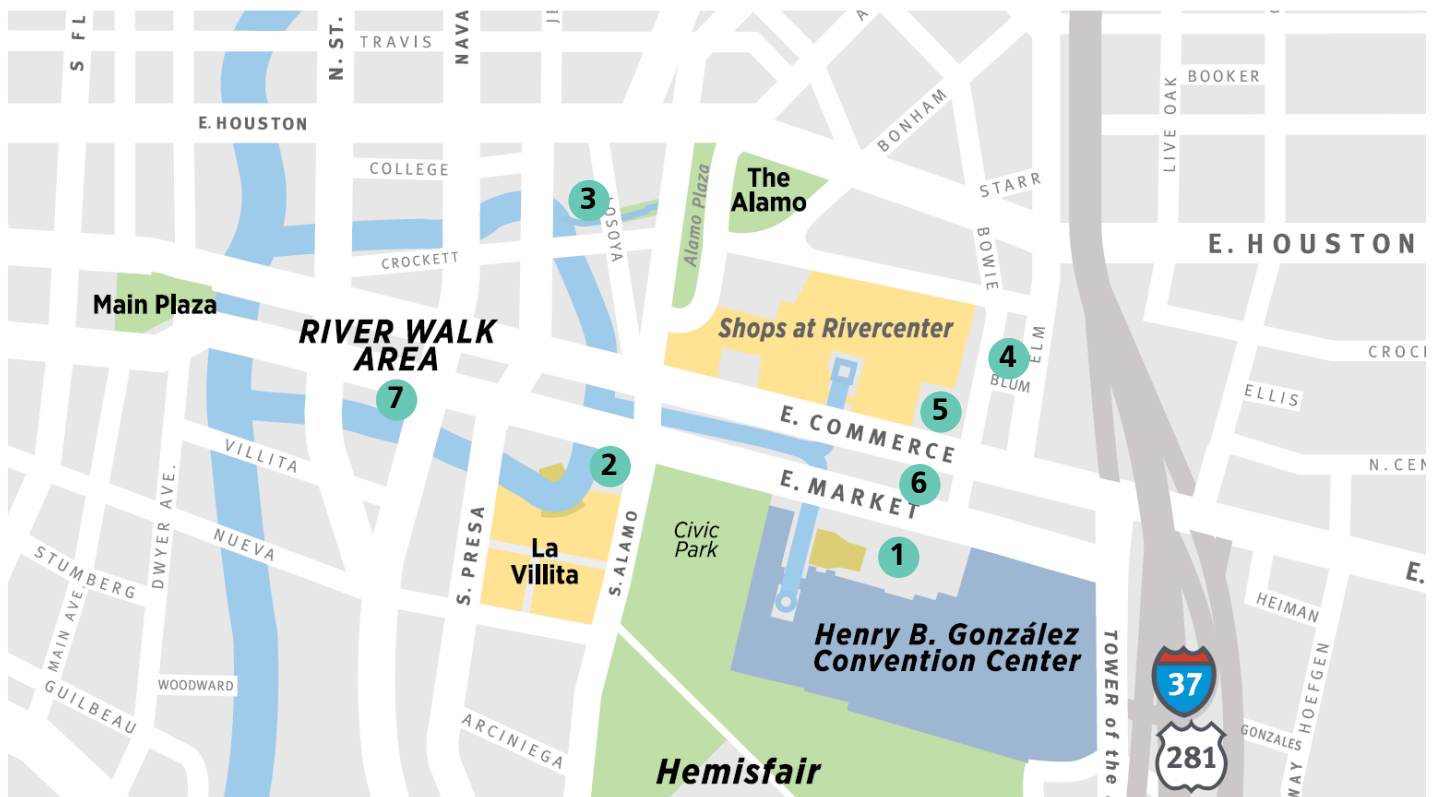 S FL
N. ST.
NAVA
JE
A
C
TRAVIS
BOOKER
LIVE OAK
BONHAM
E. HOUSTON
COLLEGE
3
LOSOYA
Alamo Plaza
The
Alamo
STARR
BOWIE
E. HOUSTON
CROCKETT
Main Plaza
RIVER WALK
AREA
Shops at Rivercenter
4
ELM
BLUM
CROCI
7
5
ELLIS
E. COMMERCE
VILLITA
2
6
E. MARKET
N. CEN
DWYER AVE.
NUEVA
S. PRESA
La
Villita
S. ALAMO
Civic
Park
1
STUMBERG
MAIN AVE.
E.
HEIMAN
Henry B. González
Convention Center
TOWER of the
37
HOEFGEN
WAY
WOODWARD
GUILBEAU
ARCINIEGA
GONZALES
281
Hemisfair